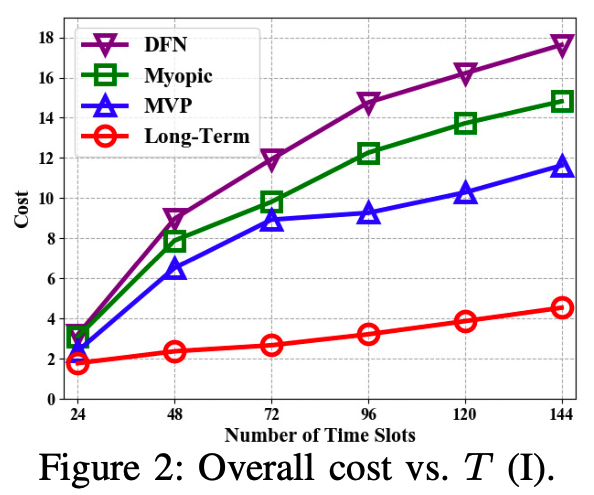 18
16
14
12
10
8
6
4
2
0
Cost
DFN
Myopic
MVP
Long-Term
24 48 72 96 120 144
Number of Time Slots
Figure 2: Overall cost vs. T (I).